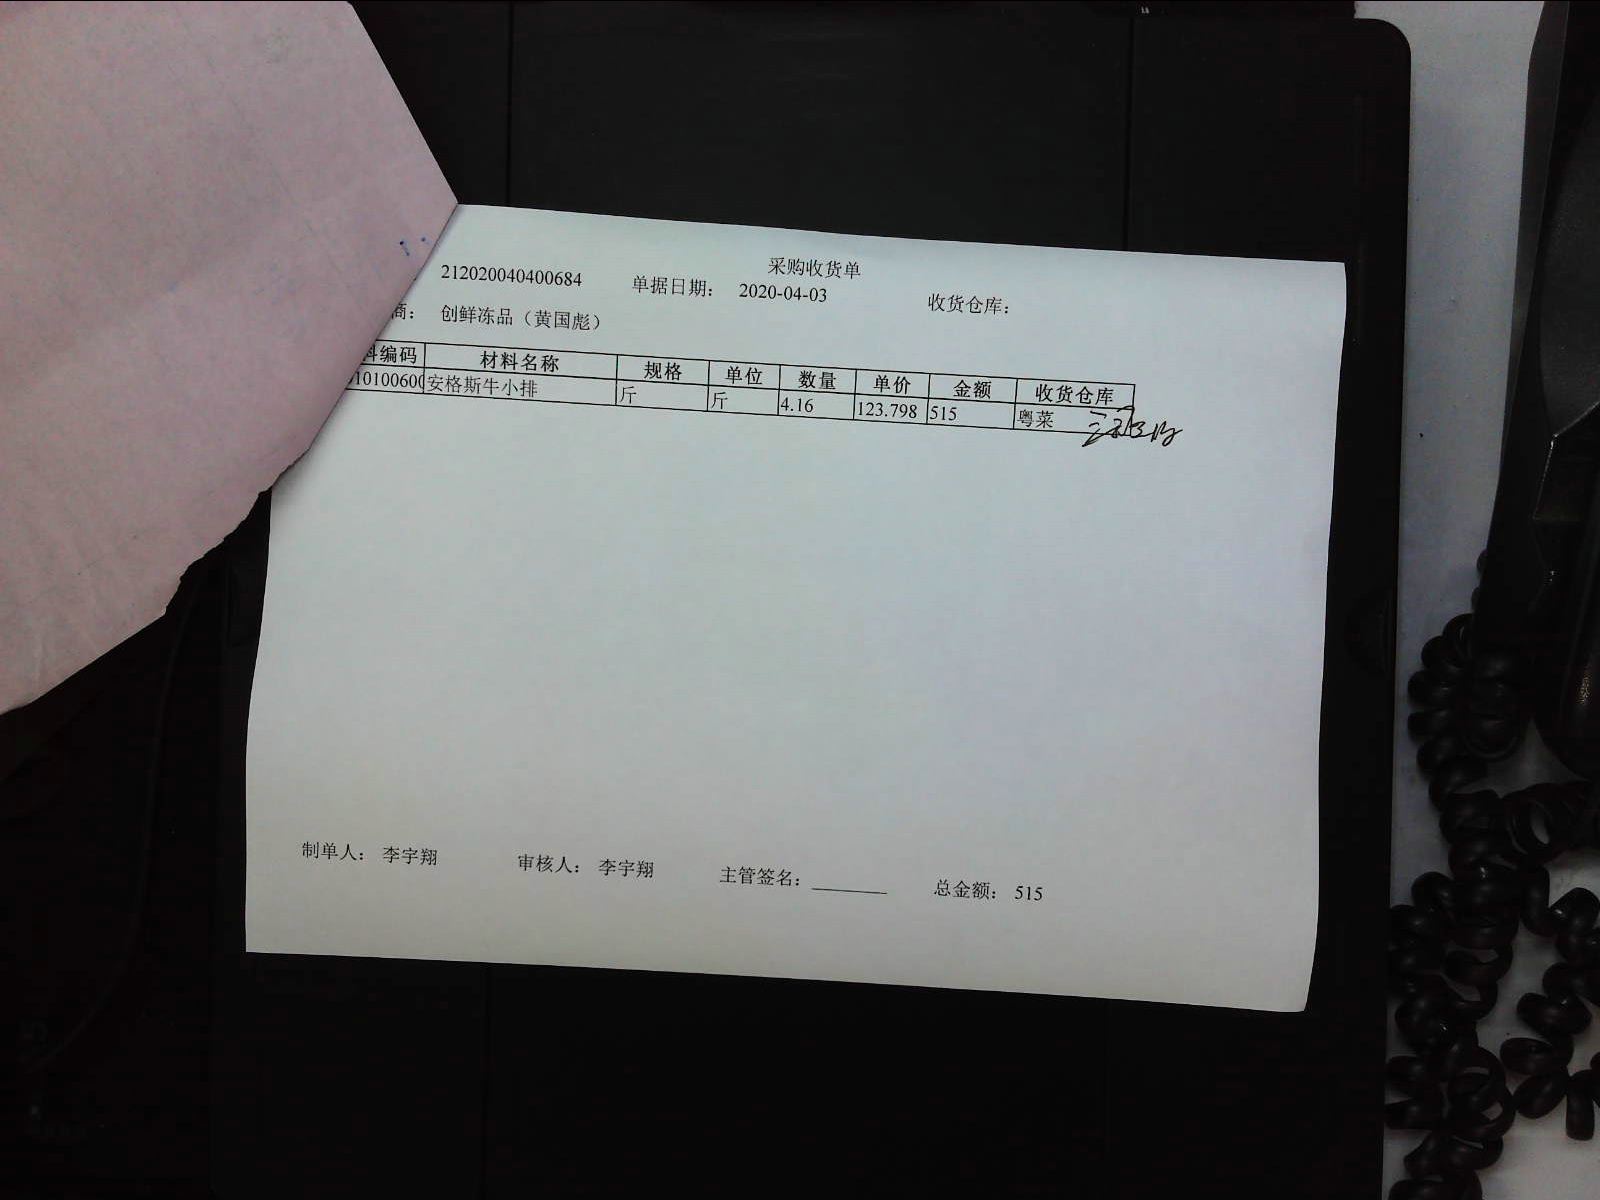 采购收货单
212020040400684 单据日期: 2020-04-03 收货仓库:
商: 创鲜冻品（黄国彪）
编码 材料名称 规格 单位 数量 单价 金额 收货仓库
1010060 安格斯牛小排 斤 斤 4.16 123.798 515 粤菜
制单人: 李宇翔 审核人: 李宇翔 主管签名: ________ 总金额: 515